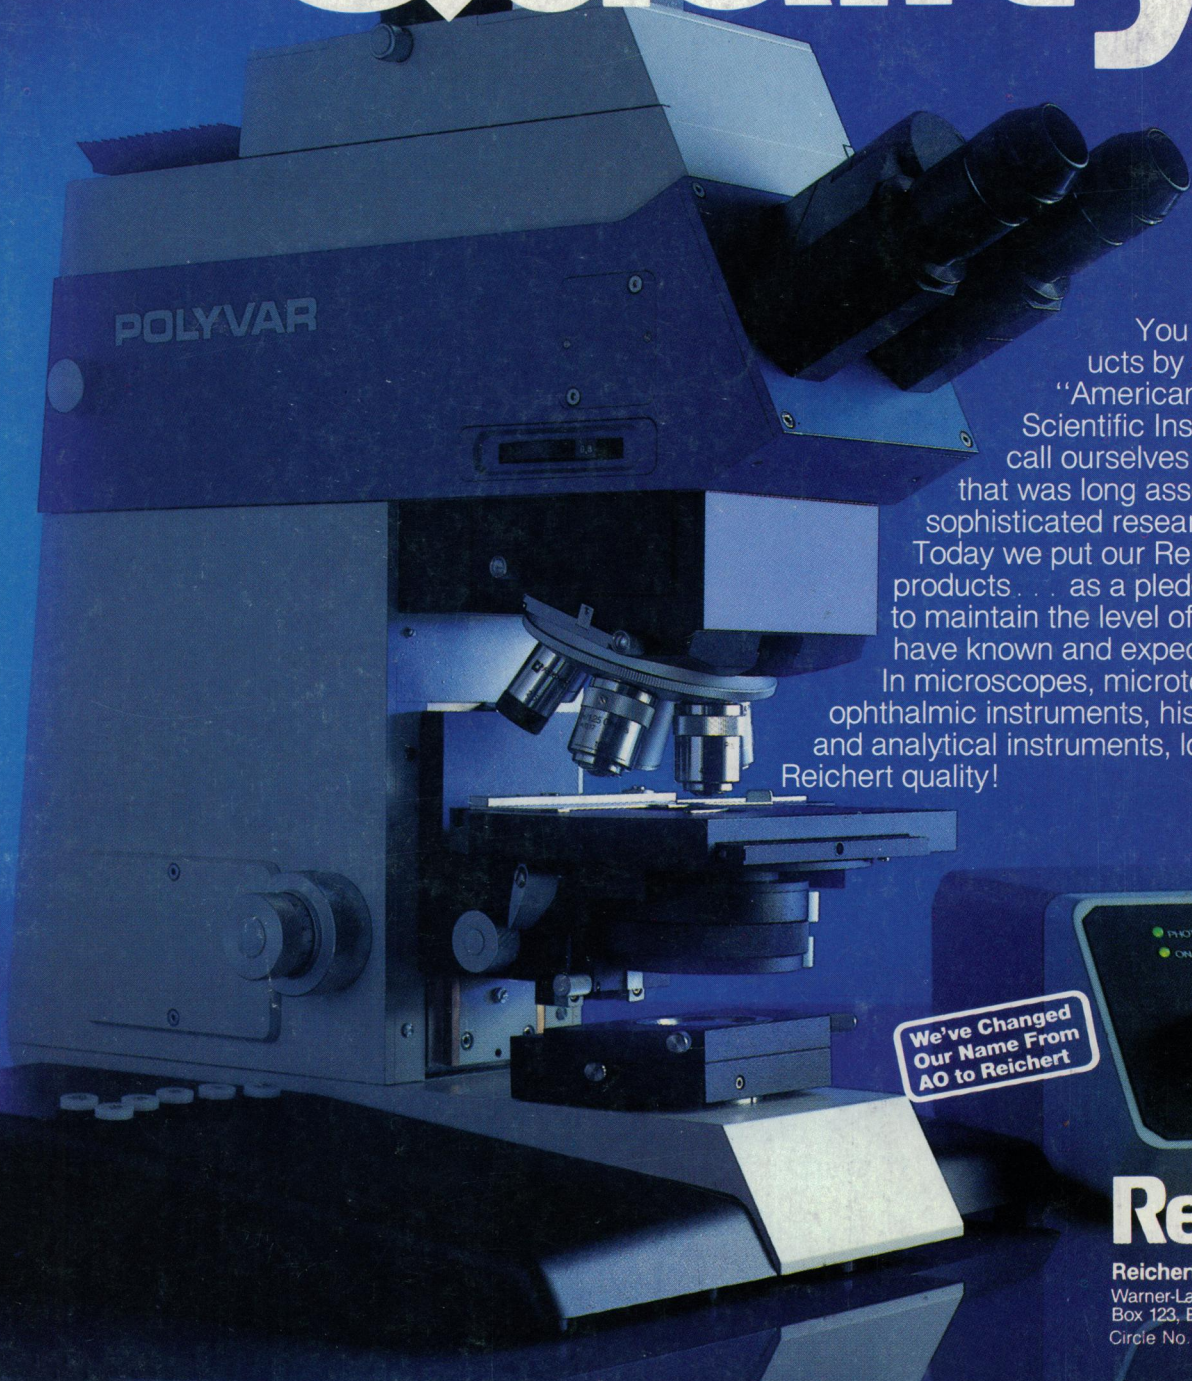 POLYVAR
You
ucts by
“American
Scientific Ins
call ourselves
that was long ass
sophisticated resear
Today we put our Re
products . . . as a pled
to maintain the level of
have known and expec
In microscopes, microt
ophthalmic instruments, his
and analytical instruments, lo
Reichert quality!
PHO
ON
We've Changed
Our Name From
AO to Reichert
Re
Reicher
Warner-La
Box 123, E
Circle No.